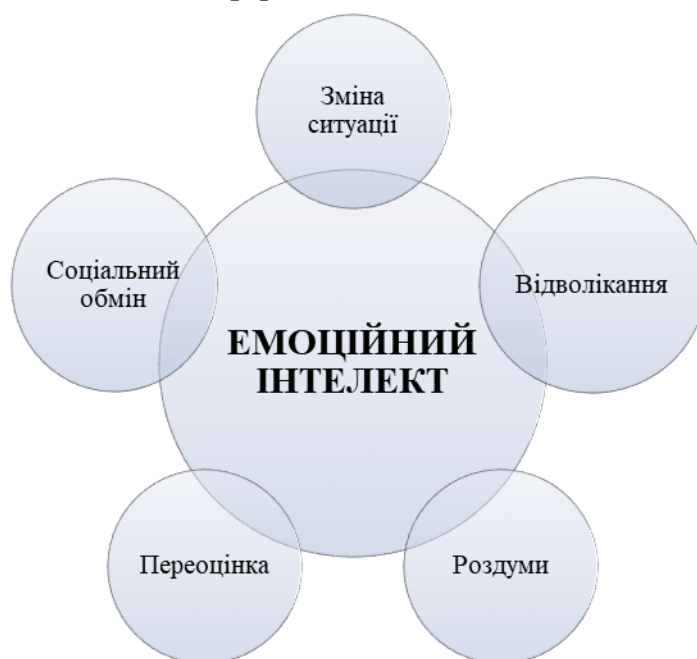 Зміна
ситуації
Соціальний
обмін
Відволікання
ЕМОЦІЙНИЙ
ІНТЕЛЕКТ
Переоцінка
Роздуми